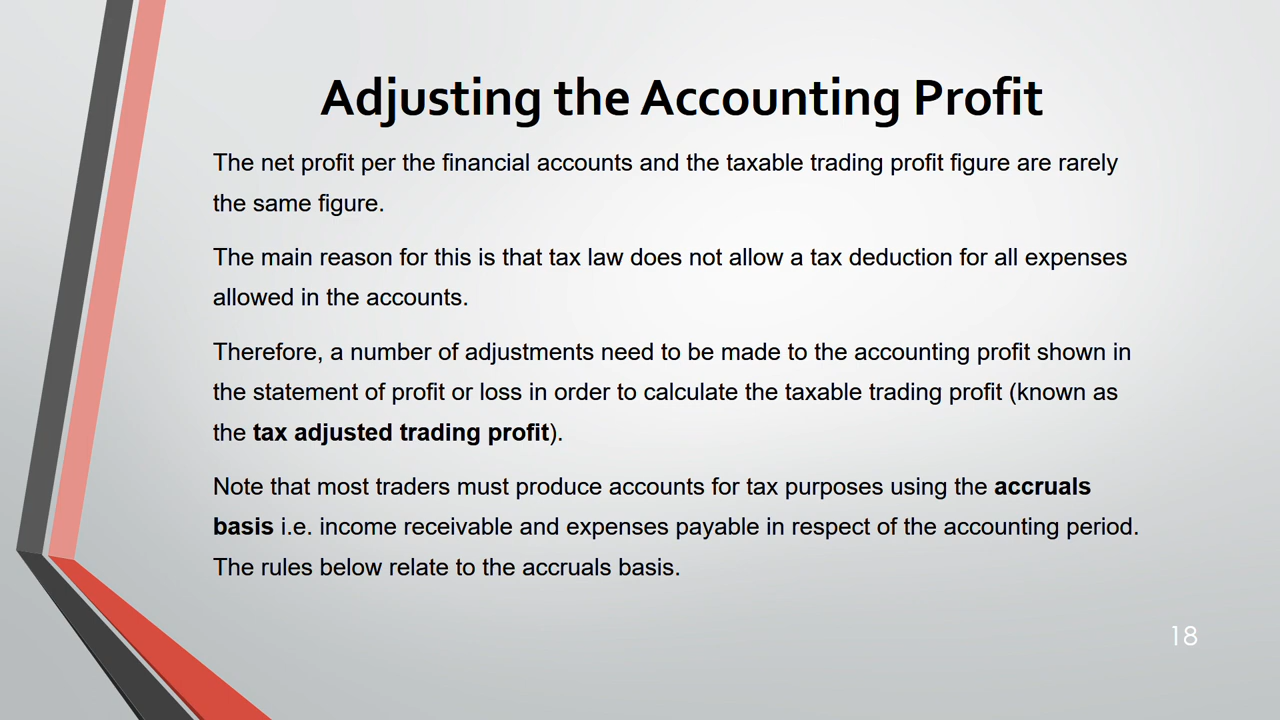 Adjusting the Accounting Profit
The net profit per the financial accounts and the taxable trading profit figure are rarely
the same figure.
The main reason for this is that tax law does not allow a tax deduction for all expenses
allowed in the accounts.
Therefore, a number of adjustments need to be made to the accounting profit shown in
the statement of profit or loss in order to calculate the taxable trading profit (known as
the tax adjusted trading profit).
Note that most traders must produce accounts for tax purposes using the accruals
basis i.e. income receivable and expenses payable in respect of the accounting period.
The rules below relate to the accruals basis.
18